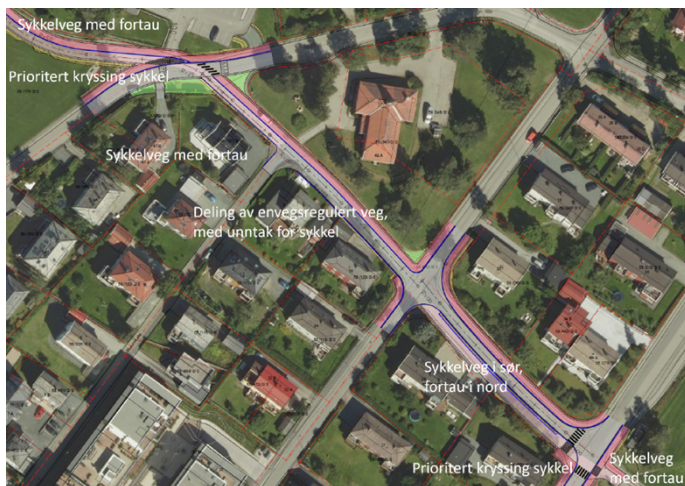 Sykkelveg med fortau
Prioritert kryssing sykkel
Sykkelveg med fortau
Deling av envegsregulert veg,
med unntak for sykkel
Sykkelveg i sør,
fortau i nord
Prioritert kryssing sykkel
Sykkelveg
med fortau